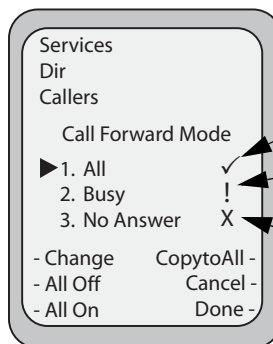 Services
Dir
Callers
Call Forward Mode
1. All ✓
2. Busy !
3. No Answer X
- Change CopytoAll -
- All Off Cancel -
- All On Done -